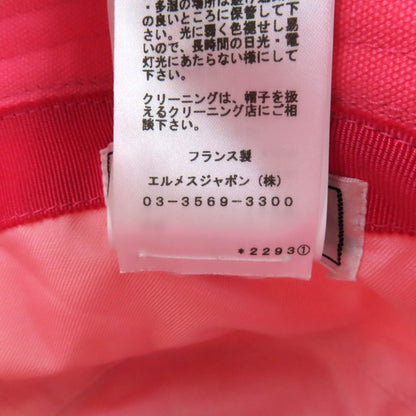 ・多湿の場所は避け
の良いところに保管して下
さい。光に弱く色褪せし易
いので、長時間の日光・電
灯光にあたらない様にして
下さい。
クリーニングは、帽子を扱
えるクリーニング店にご相
談下さい。
フランス製
エルメスジャポン（株）
03-3569-3300
*2293①